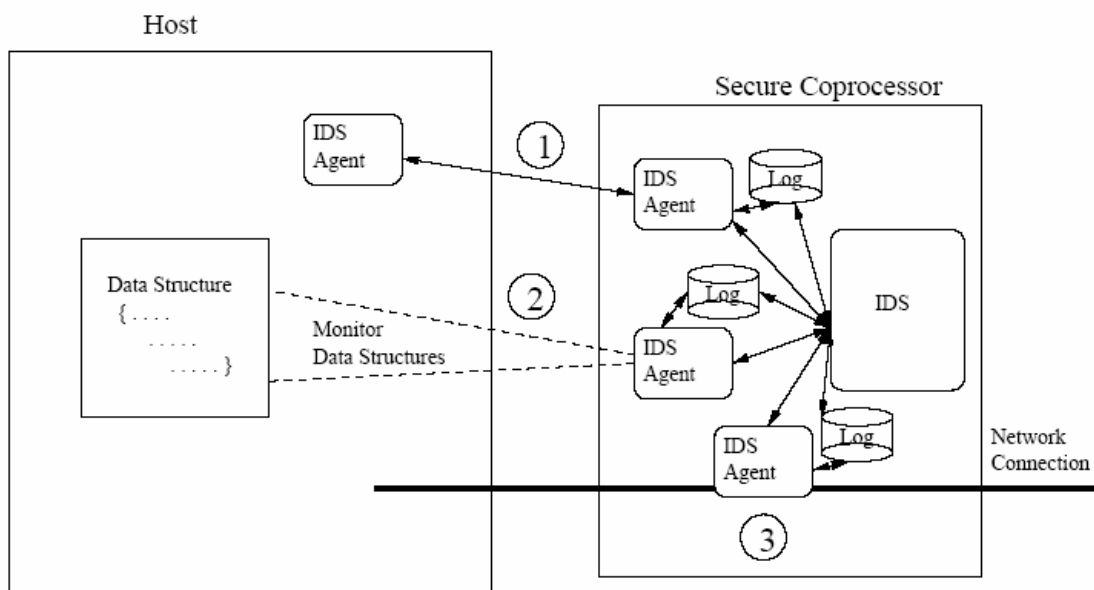 Host
Secure Coprocessor
IDS
Agent
1
IDS
Agent
Log
Data Structure
{ . . . .
. . . . .
. . . . . }
2
Monitor
Data Structures
Log
IDS
Agent
IDS
IDS
Agent
Log
Network
Connection
3